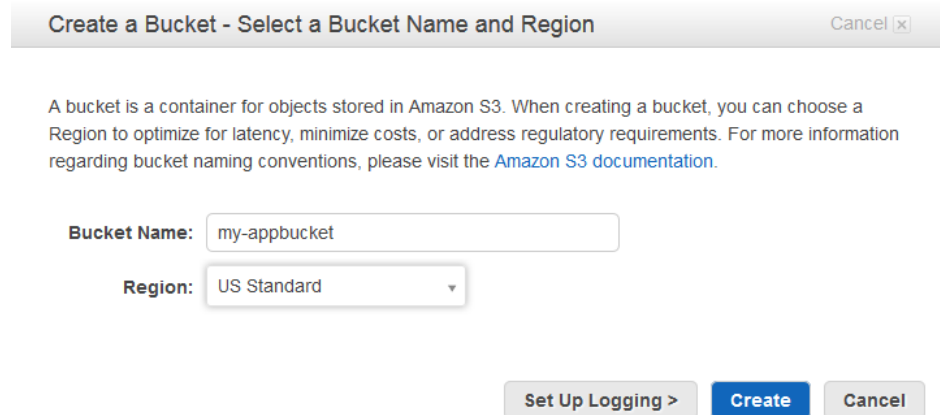 Create a Bucket - Select a Bucket Name and Region
Cancel x
A bucket is a container for objects stored in Amazon S3. When creating a bucket, you can choose a
Region to optimize for latency, minimize costs, or address regulatory requirements. For more information
regarding bucket naming conventions, please visit the Amazon S3 documentation.
Bucket Name: my-appbucket
Region: US Standard
Set Up Logging > Create Cancel